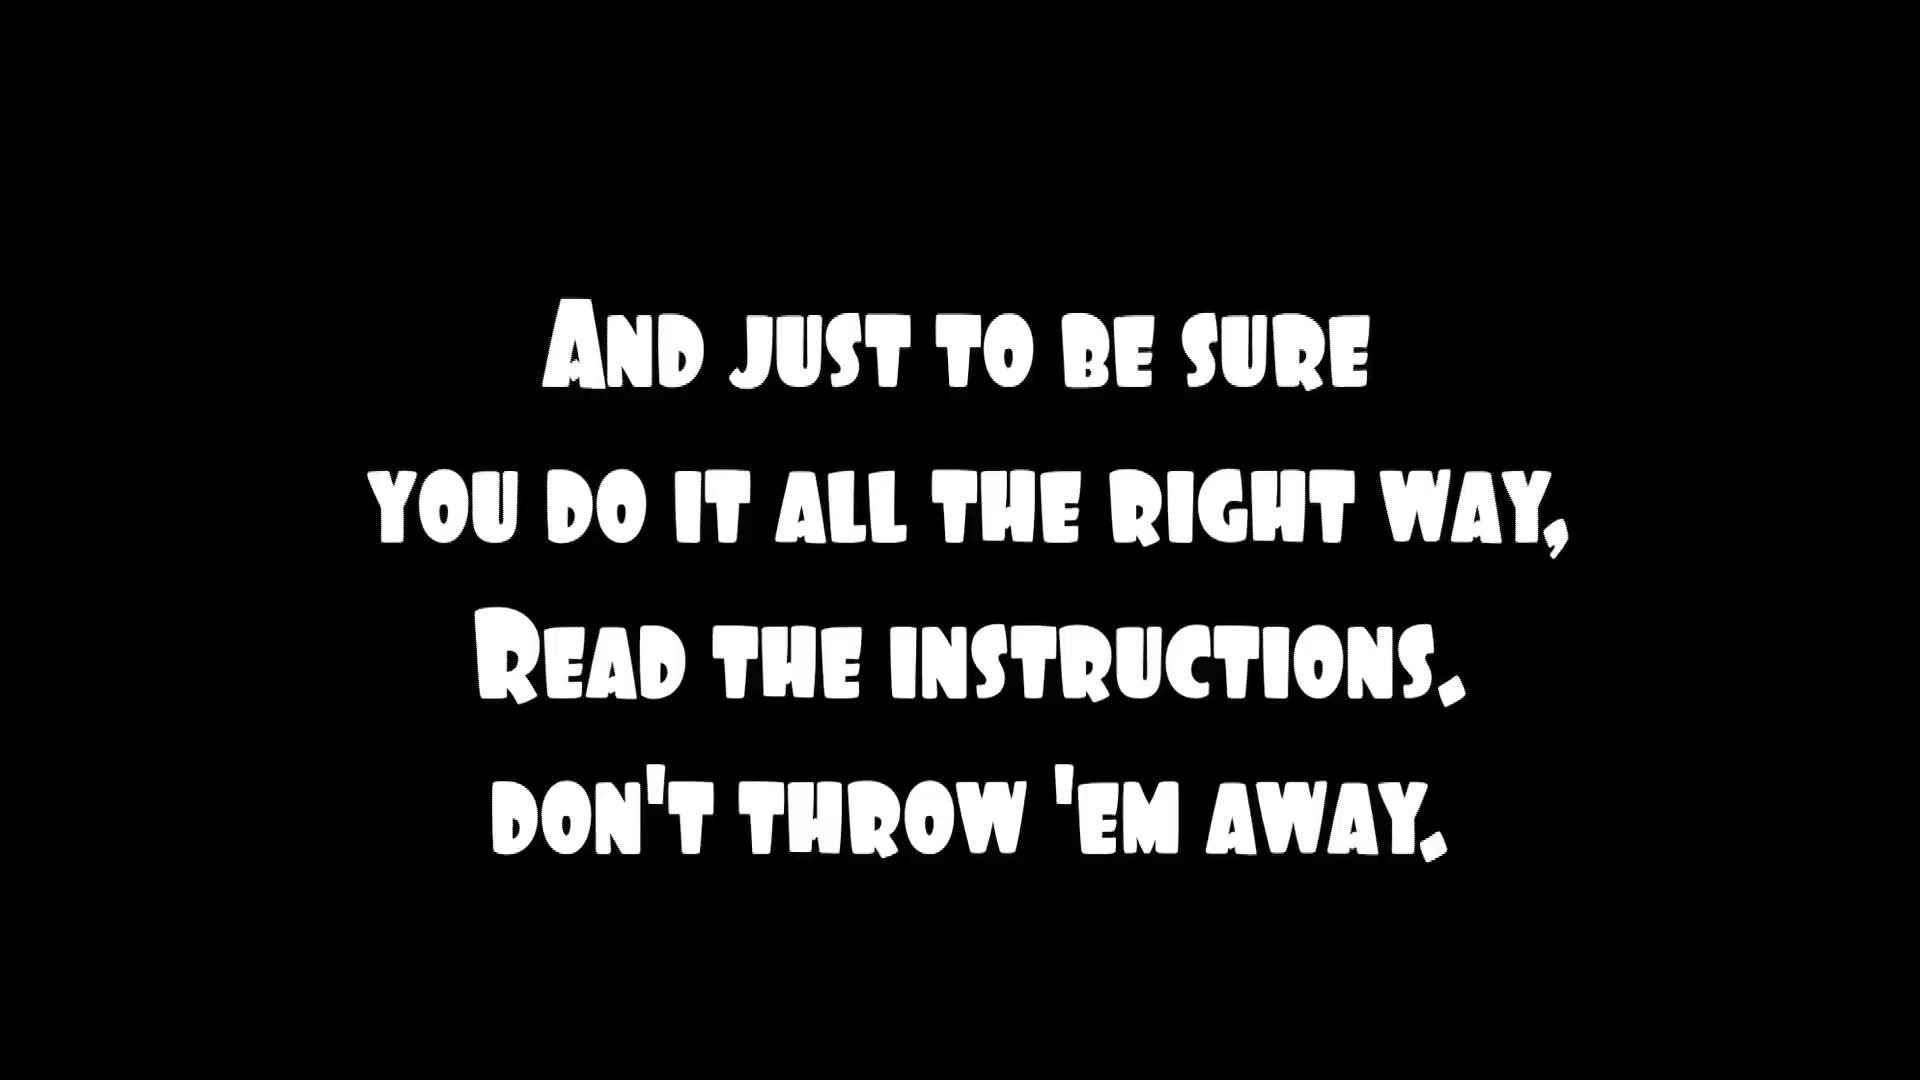 And just to be sure
you do it all the right way,
Read the instructions.
don't throw 'em away.